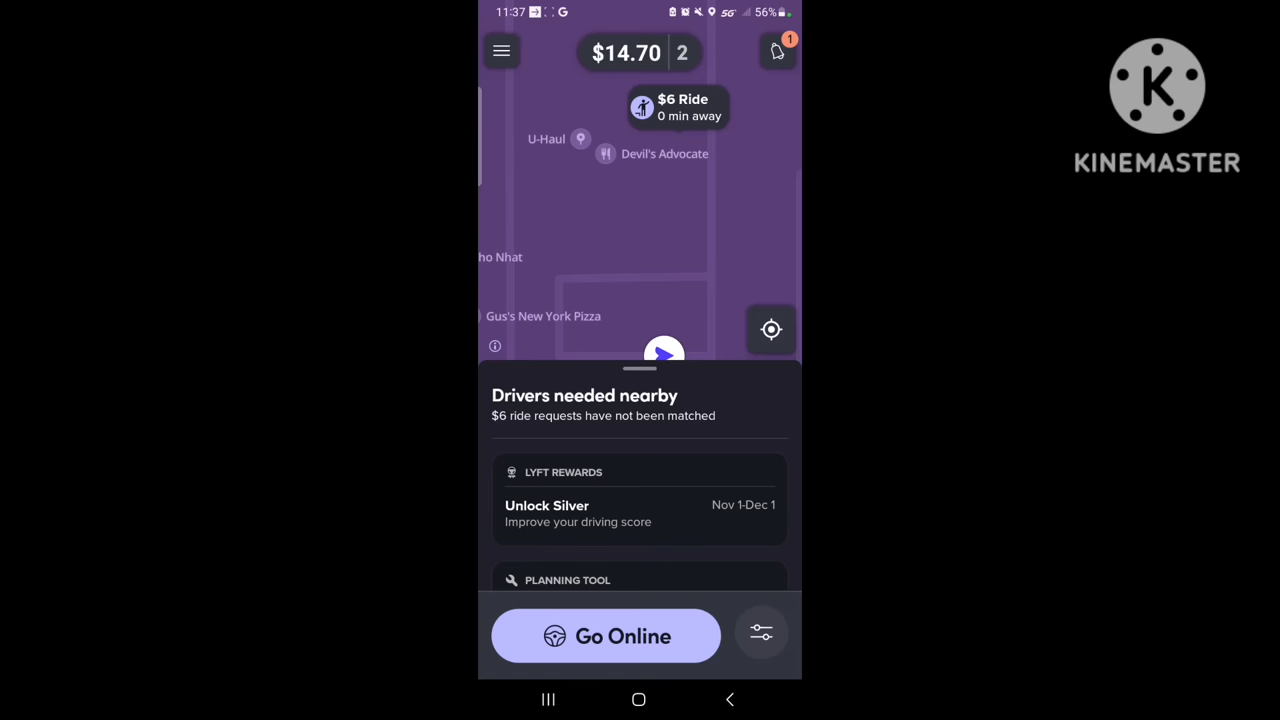 11:37 G 5G 56%
$14.70 2 1
$6 Ride
0 min away
U-Haul
Devil's Advocate
ho Nhat
Gus's New York Pizza
Drivers needed nearby
$6 ride requests have not been matched
LYFT REWARDS
Unlock Silver Nov 1-Dec 1
Improve your driving score
PLANNING TOOL
Go Online
K
KINEMASTER